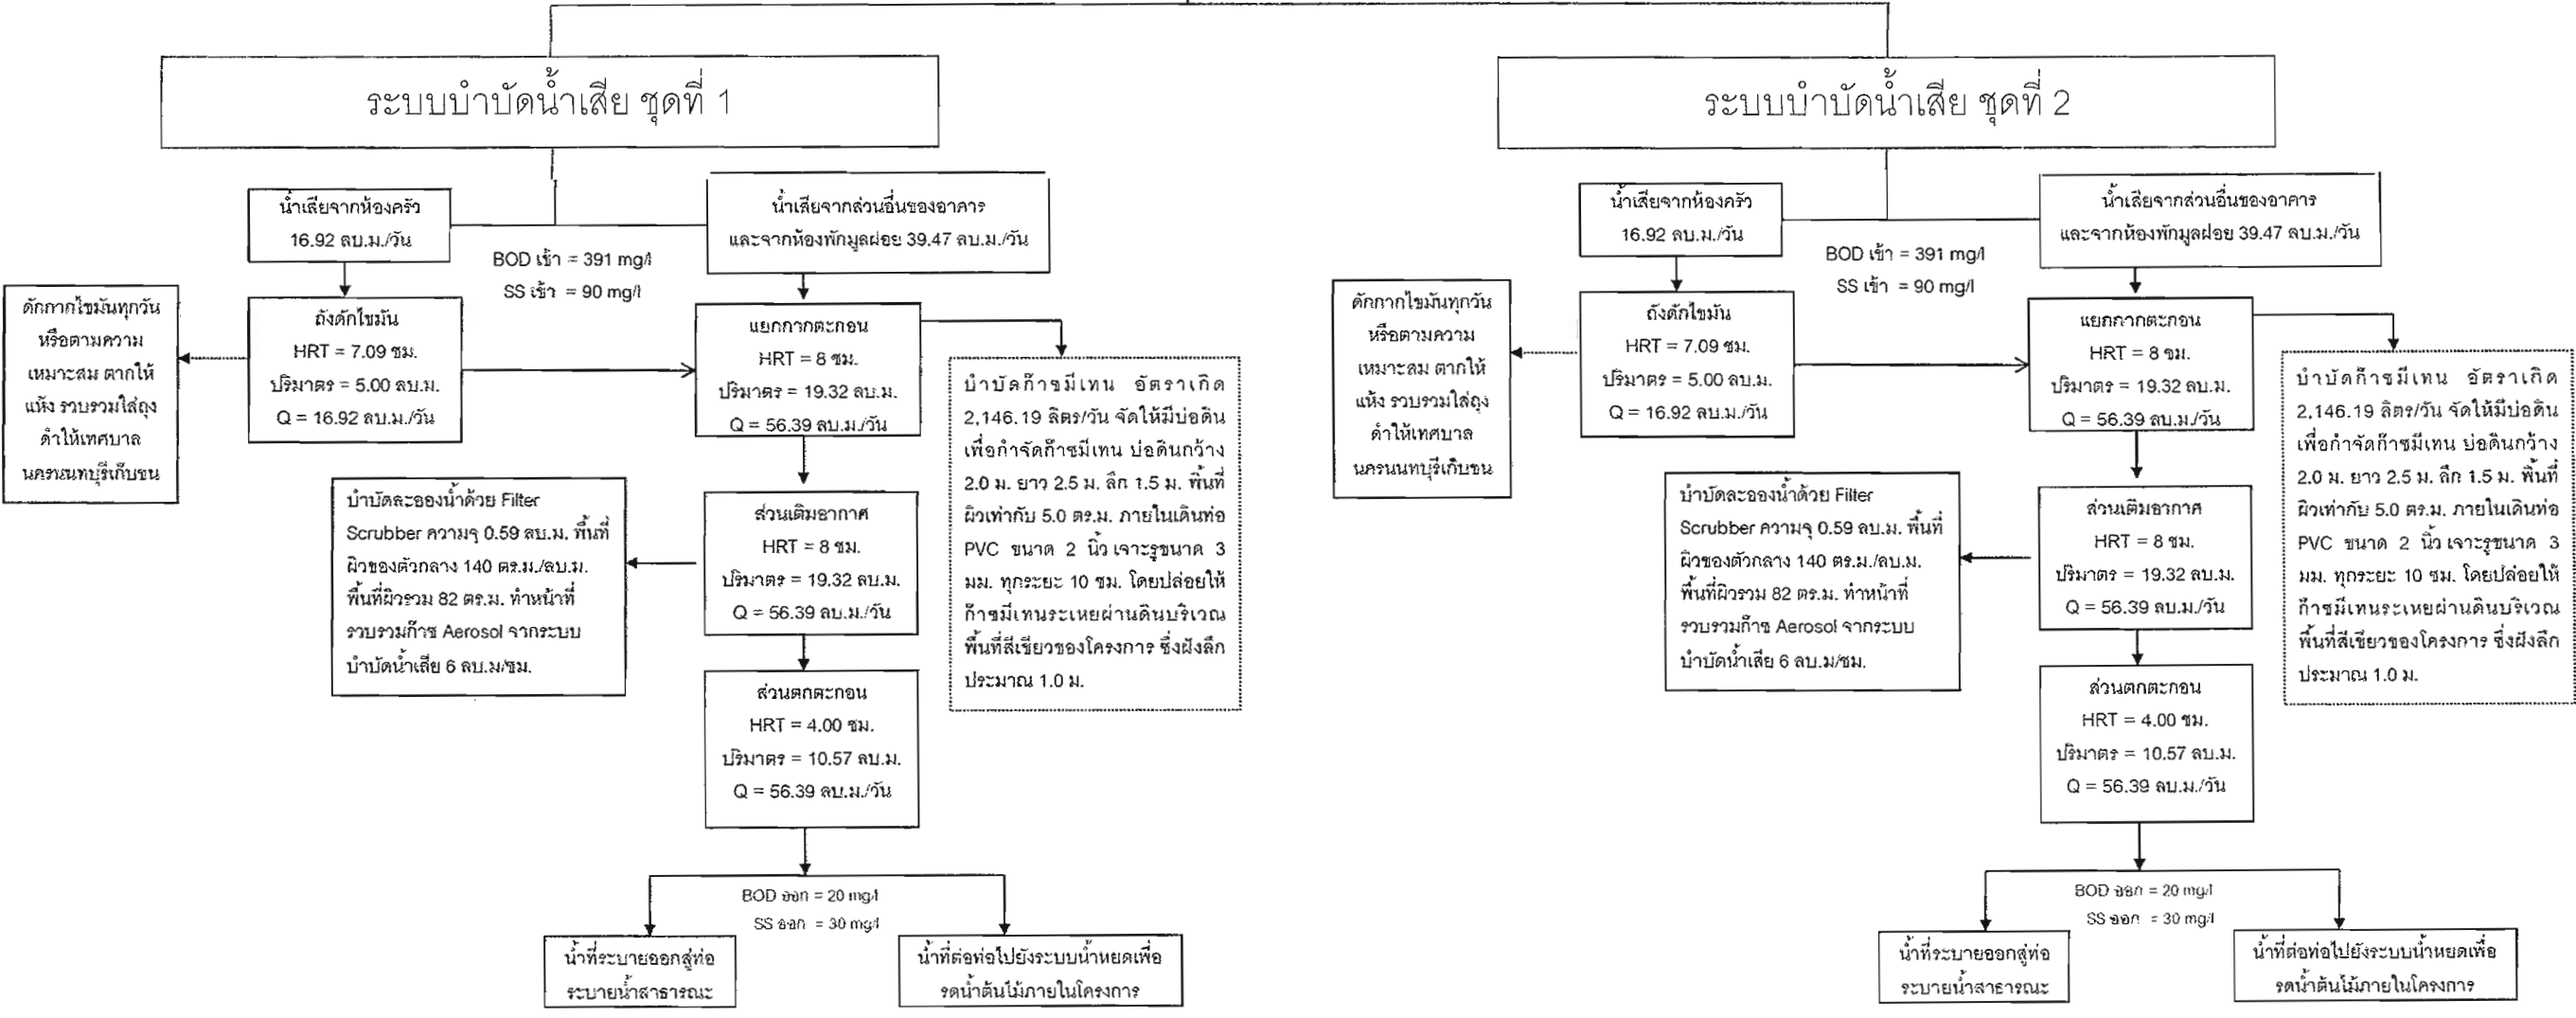 ระบบบำบัดน้ำเสีย ชุดที่ 1
น้ำเสียจากห้องครัว
16.92 ลบ.ม./วัน
น้ำเสียจากส่วนอื่นของอาคาร
และจากห้องพักมูลฝอย 39.47 ลบ.ม./วัน
BOD เข้า = 391 mg/l
SS เข้า = 90 mg/l
ดักกากไขมันทุกวัน
หรือตามความ
เหมาะสม ตากให้
แห้ง รวบรวมใส่ถุง
ดำให้เทศบาล
นครนนทบุรีเก็บขน
ถังดักไขมัน
HRT = 7.09 ชม.
ปริมาตร = 5.00 ลบ.ม.
Q = 16.92 ลบ.ม./วัน
แยกกากตะกอน
HRT = 8 ชม.
ปริมาตร = 19.32 ลบ.ม.
Q = 56.39 ลบ.ม./วัน
บำบัดก๊าซมีเทน อัตราเกิด
2,146.19 ลิตร/วัน จัดให้มีบ่อดิน
เพื่อกำจัดก๊าซมีเทน บ่อดินกว้าง
2.0 ม. ยาว 2.5 ม. ลึก 1.5 ม. พื้นที่
ผิวเท่ากับ 5.0 ตร.ม. ภายในเดินท่อ
PVC ขนาด 2 นิ้ว เจาะรูขนาด 3
มม. ทุกระยะ 10 ซม. โดยปล่อยให้
ก๊าซมีเทนระเหยผ่านดินบริเวณ
พื้นที่สีเขียวของโครงการ ซึ่งฝังลึก
ประมาณ 1.0 ม.
บำบัดละอองน้ำด้วย Filter
Scrubber ความจุ 0.59 ลบ.ม. พื้นที่
ผิวของตัวกลาง 140 ตร.ม./ลบ.ม.
พื้นที่ผิวรวม 82 ตร.ม. ทำหน้าที่
รวบรวมก๊าซ Aerosol จากระบบ
บำบัดน้ำเสีย 6 ลบ.ม/ชม.
ส่วนเติมอากาศ
HRT = 8 ชม.
ปริมาตร = 19.32 ลบ.ม.
Q = 56.39 ลบ.ม./วัน
ส่วนตกตะกอน
HRT = 4.00 ชม.
ปริมาตร = 10.57 ลบ.ม.
Q = 56.39 ลบ.ม./วัน
BOD ออก = 20 mg/l
SS ออก = 30 mg/l
น้ำที่ระบายออกสู่ท่อ
ระบายน้ำสาธารณะ
น้ำที่ต่อท่อไปยังระบบน้ำหยดเพื่อ
รดน้ำต้นไม้ภายในโครงการ
ระบบบำบัดน้ำเสีย ชุดที่ 2
น้ำเสียจากห้องครัว
16.92 ลบ.ม./วัน
น้ำเสียจากส่วนอื่นของอาคาร
และจากห้องพักมูลฝอย 39.47 ลบ.ม./วัน
BOD เข้า = 391 mg/l
SS เข้า = 90 mg/l
ดักกากไขมันทุกวัน
หรือตามความ
เหมาะสม ตากให้
แห้ง รวบรวมใส่ถุง
ดำให้เทศบาล
นครนนทบุรีเก็บขน
ถังดักไขมัน
HRT = 7.09 ชม.
ปริมาตร = 5.00 ลบ.ม.
Q = 16.92 ลบ.ม./วัน
แยกกากตะกอน
HRT = 8 ชม.
ปริมาตร = 19.32 ลบ.ม.
Q = 56.39 ลบ.ม./วัน
บำบัดก๊าซมีเทน อัตราเกิด
2,146.19 ลิตร/วัน จัดให้มีบ่อดิน
เพื่อกำจัดก๊าซมีเทน บ่อดินกว้าง
2.0 ม. ยาว 2.5 ม. ลึก 1.5 ม. พื้นที่
ผิวเท่ากับ 5.0 ตร.ม. ภายในเดินท่อ
PVC ขนาด 2 นิ้ว เจาะรูขนาด 3
มม. ทุกระยะ 10 ซม. โดยปล่อยให้
ก๊าซมีเทนระเหยผ่านดินบริเวณ
พื้นที่สีเขียวของโครงการ ซึ่งฝังลึก
ประมาณ 1.0 ม.
บำบัดละอองน้ำด้วย Filter
Scrubber ความจุ 0.59 ลบ.ม. พื้นที่
ผิวของตัวกลาง 140 ตร.ม./ลบ.ม.
พื้นที่ผิวรวม 82 ตร.ม. ทำหน้าที่
รวบรวมก๊าซ Aerosol จากระบบ
บำบัดน้ำเสีย 6 ลบ.ม/ชม.
ส่วนเติมอากาศ
HRT = 8 ชม.
ปริมาตร = 19.32 ลบ.ม.
Q = 56.39 ลบ.ม./วัน
ส่วนตกตะกอน
HRT = 4.00 ชม.
ปริมาตร = 10.57 ลบ.ม.
Q = 56.39 ลบ.ม./วัน
BOD ออก = 20 mg/l
SS ออก = 30 mg/l
น้ำที่ระบายออกสู่ท่อ
ระบายน้ำสาธารณะ
น้ำที่ต่อท่อไปยังระบบน้ำหยดเพื่อ
รดน้ำต้นไม้ภายในโครงการ